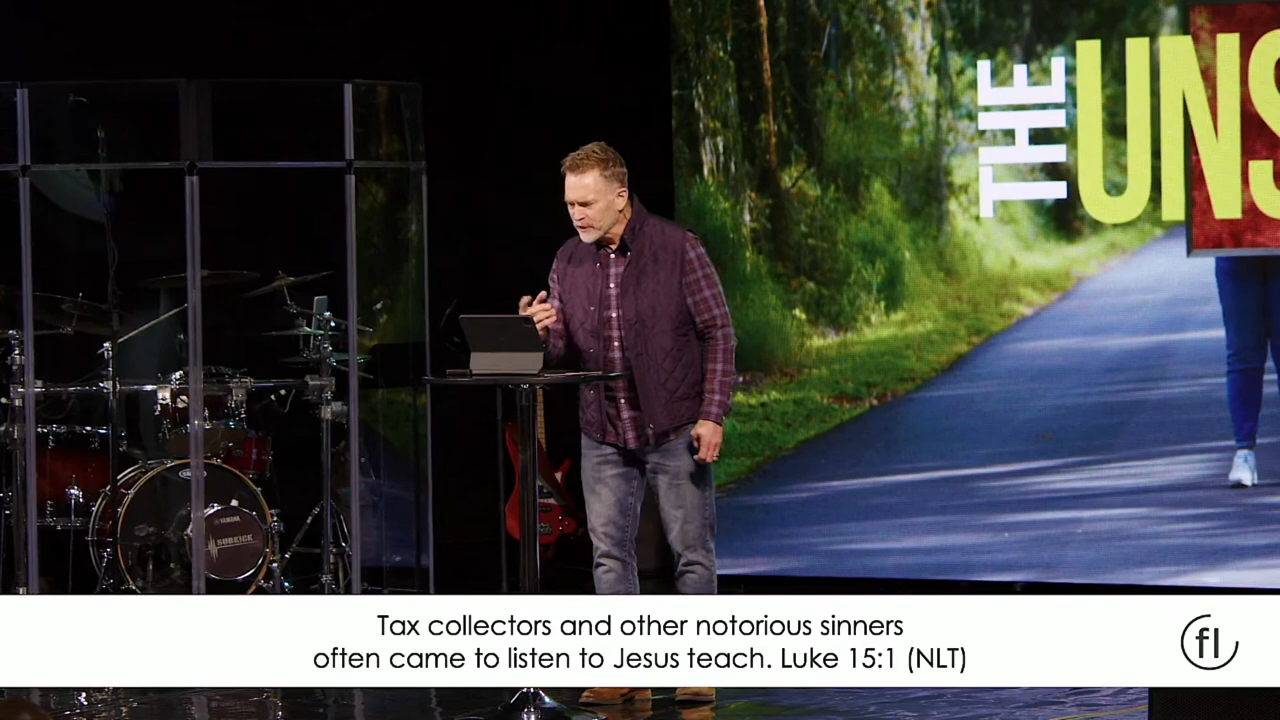 THE UNS
YAMAHA
SUBKICK
Tax collectors and other notorious sinners
often came to listen to Jesus teach. Luke 15:1 (NLT)
fl